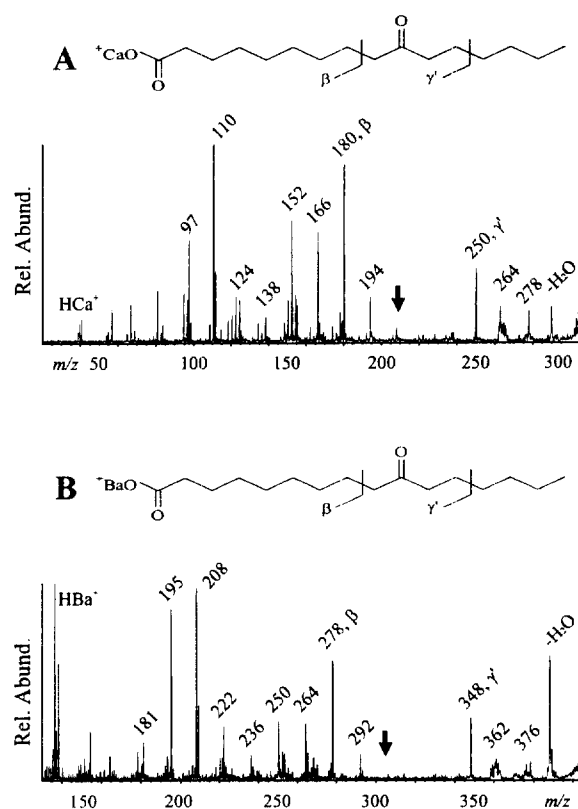 A
+CaO
O
O
β
γ'
Rel. Abund.
110
180, β
152
166
97
250, γ'
124
138
194
264
278
-H₂O
HCa⁺
m/z 50 100 150 200 250 300
B
+BaO
O
O
β
γ'
Rel. Abund.
HBa⁺
195
208
278, β
-H₂O
222
250
264
348, γ'
181
236
292
362
376
150 200 250 300 350 m/z